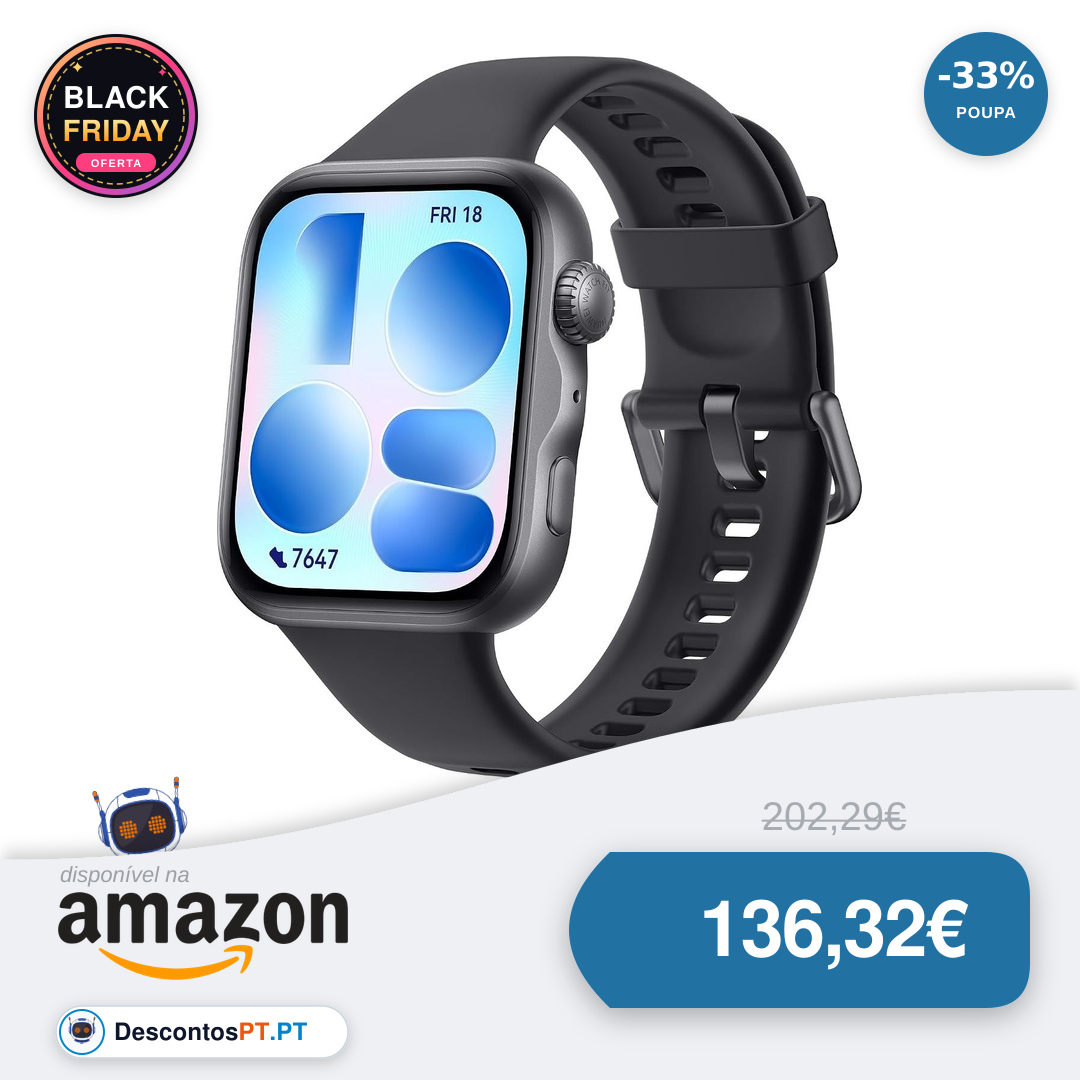 BLACK
FRIDAY
OFERTA
-33%
POUPA
FRI 18
7647
202,29€
disponível na
amazon
136,32€
DescontosPT.PT